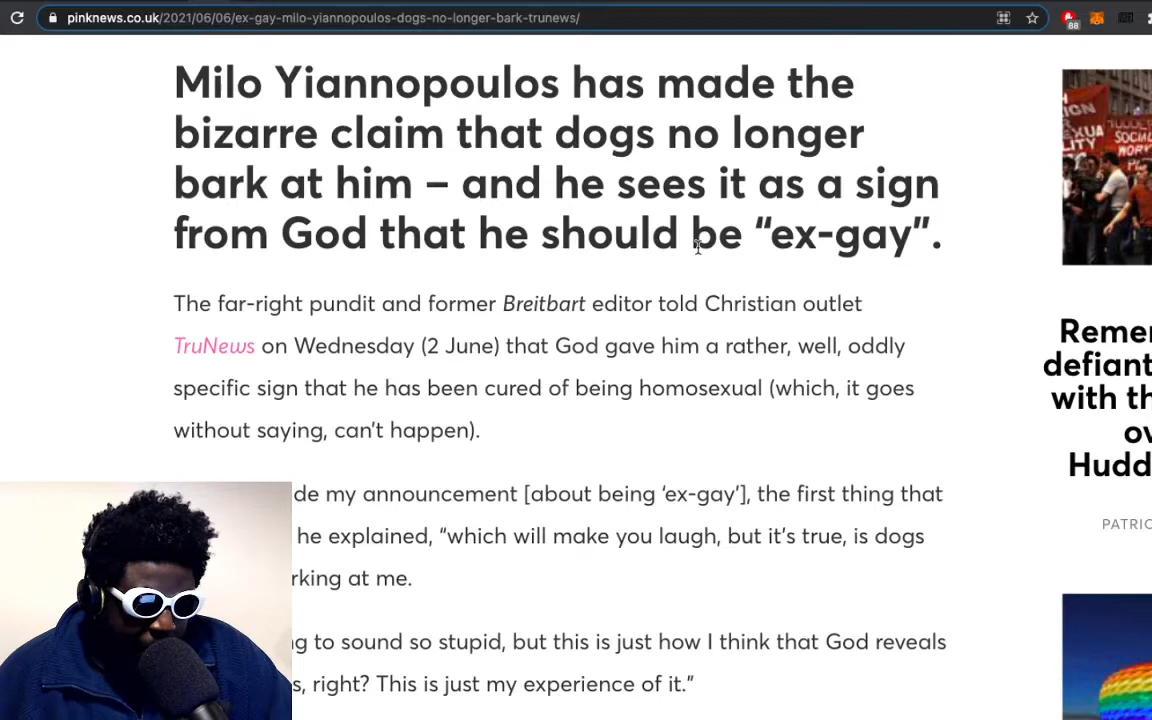 pinknews.co.uk/2021/06/06/ex-gay-milo-yiannopoulos-dogs-no-longer-bark-trunews/
88
Milo Yiannopoulos has made the
bizarre claim that dogs no longer
bark at him – and he sees it as a sign
from God that he should be “ex-gay”.
The far-right pundit and former Breitbart editor told Christian outlet
TruNews on Wednesday (2 June) that God gave him a rather, well, oddly
specific sign that he has been cured of being homosexual (which, it goes
without saying, can’t happen).
de my announcement [about being ‘ex-gay’], the first thing that
he explained, “which will make you laugh, but it’s true, is dogs
rking at me.
g to sound so stupid, but this is just how I think that God reveals
s, right? This is just my experience of it.”
Remer
defiant
with th
ov
Hudd
PATRIC